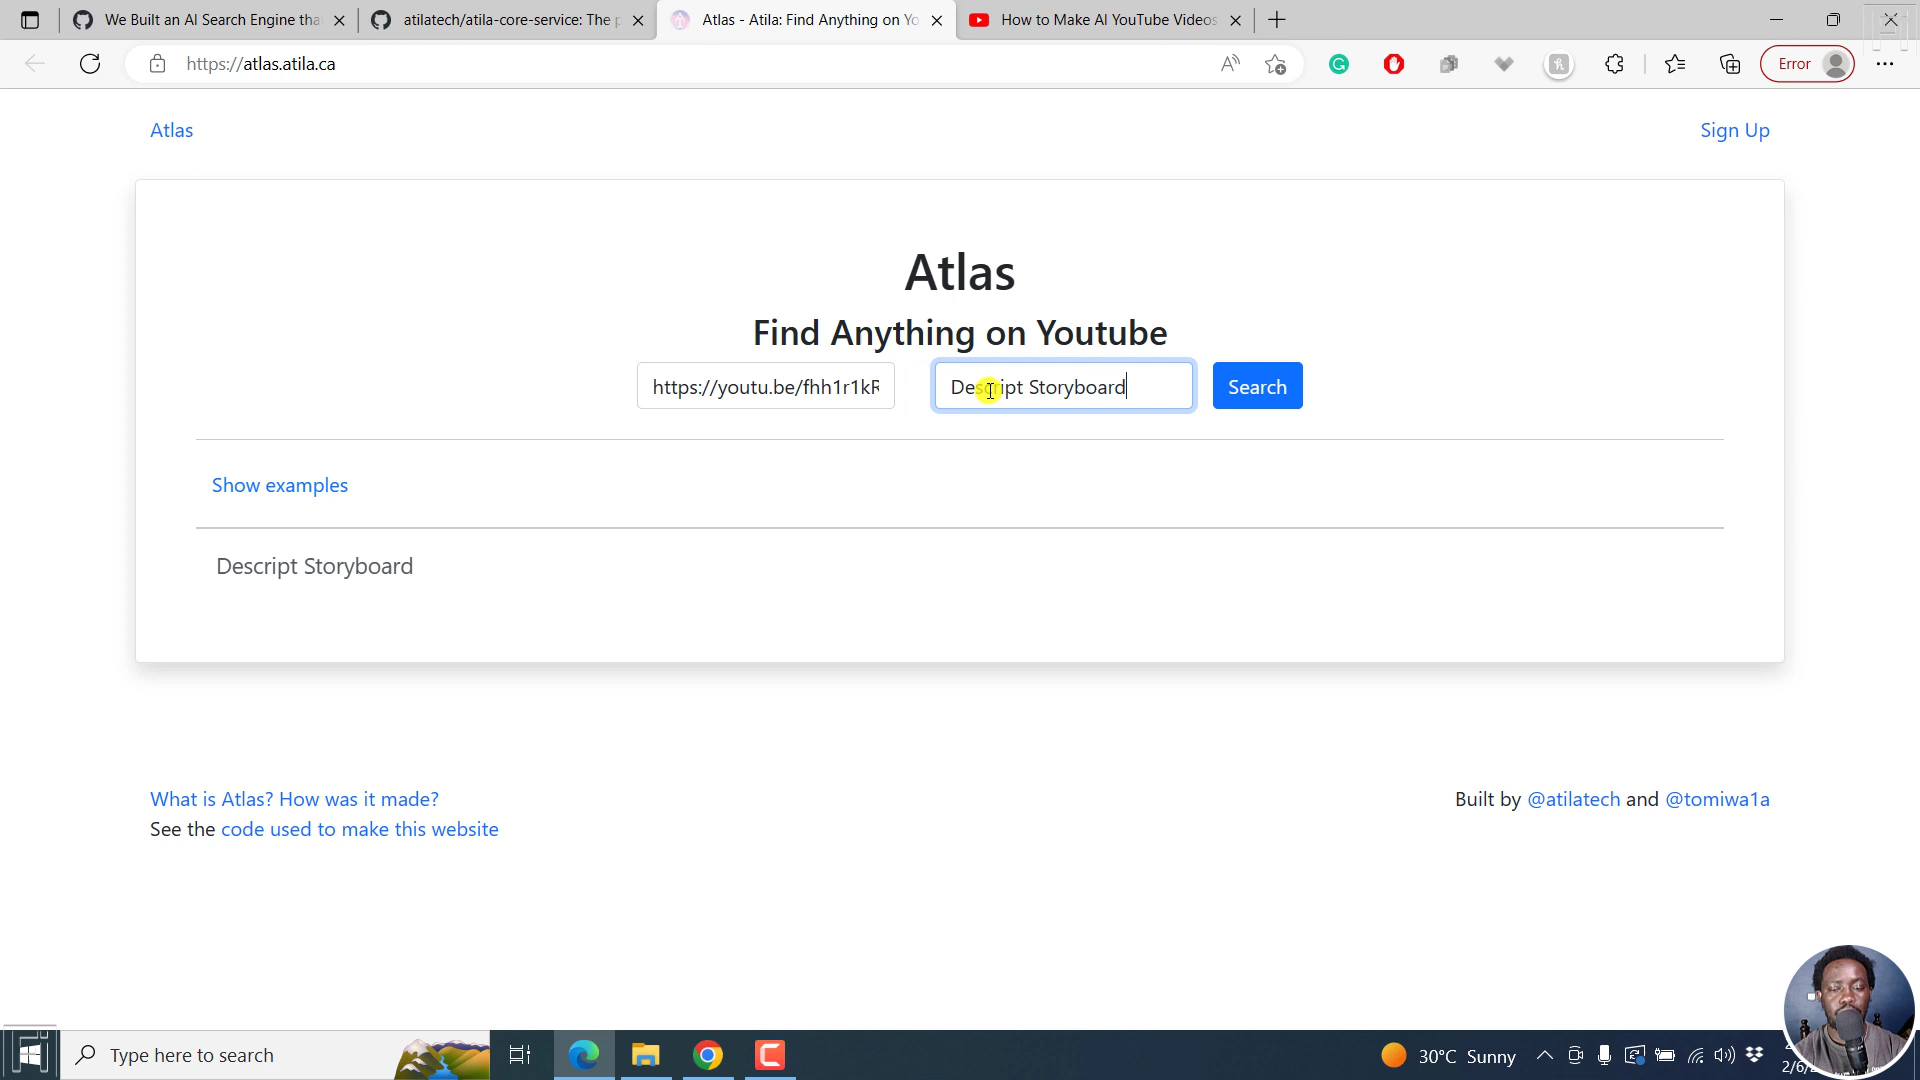 We Built an AI Search Engine tha
atilatech/atila-core-service: The p
Atlas - Atila: Find Anything on Yo
How to Make AI YouTube Videos
https://atlas.atila.ca
Error
Atlas
Sign Up
Atlas
Find Anything on Youtube
https://youtu.be/fhh1r1kR
Descript Storyboard
Search
Show examples
Descript Storyboard
What is Atlas? How was it made?
Built by @atilatech and @tomiwa1a
See the code used to make this website
Type here to search
30°C Sunny